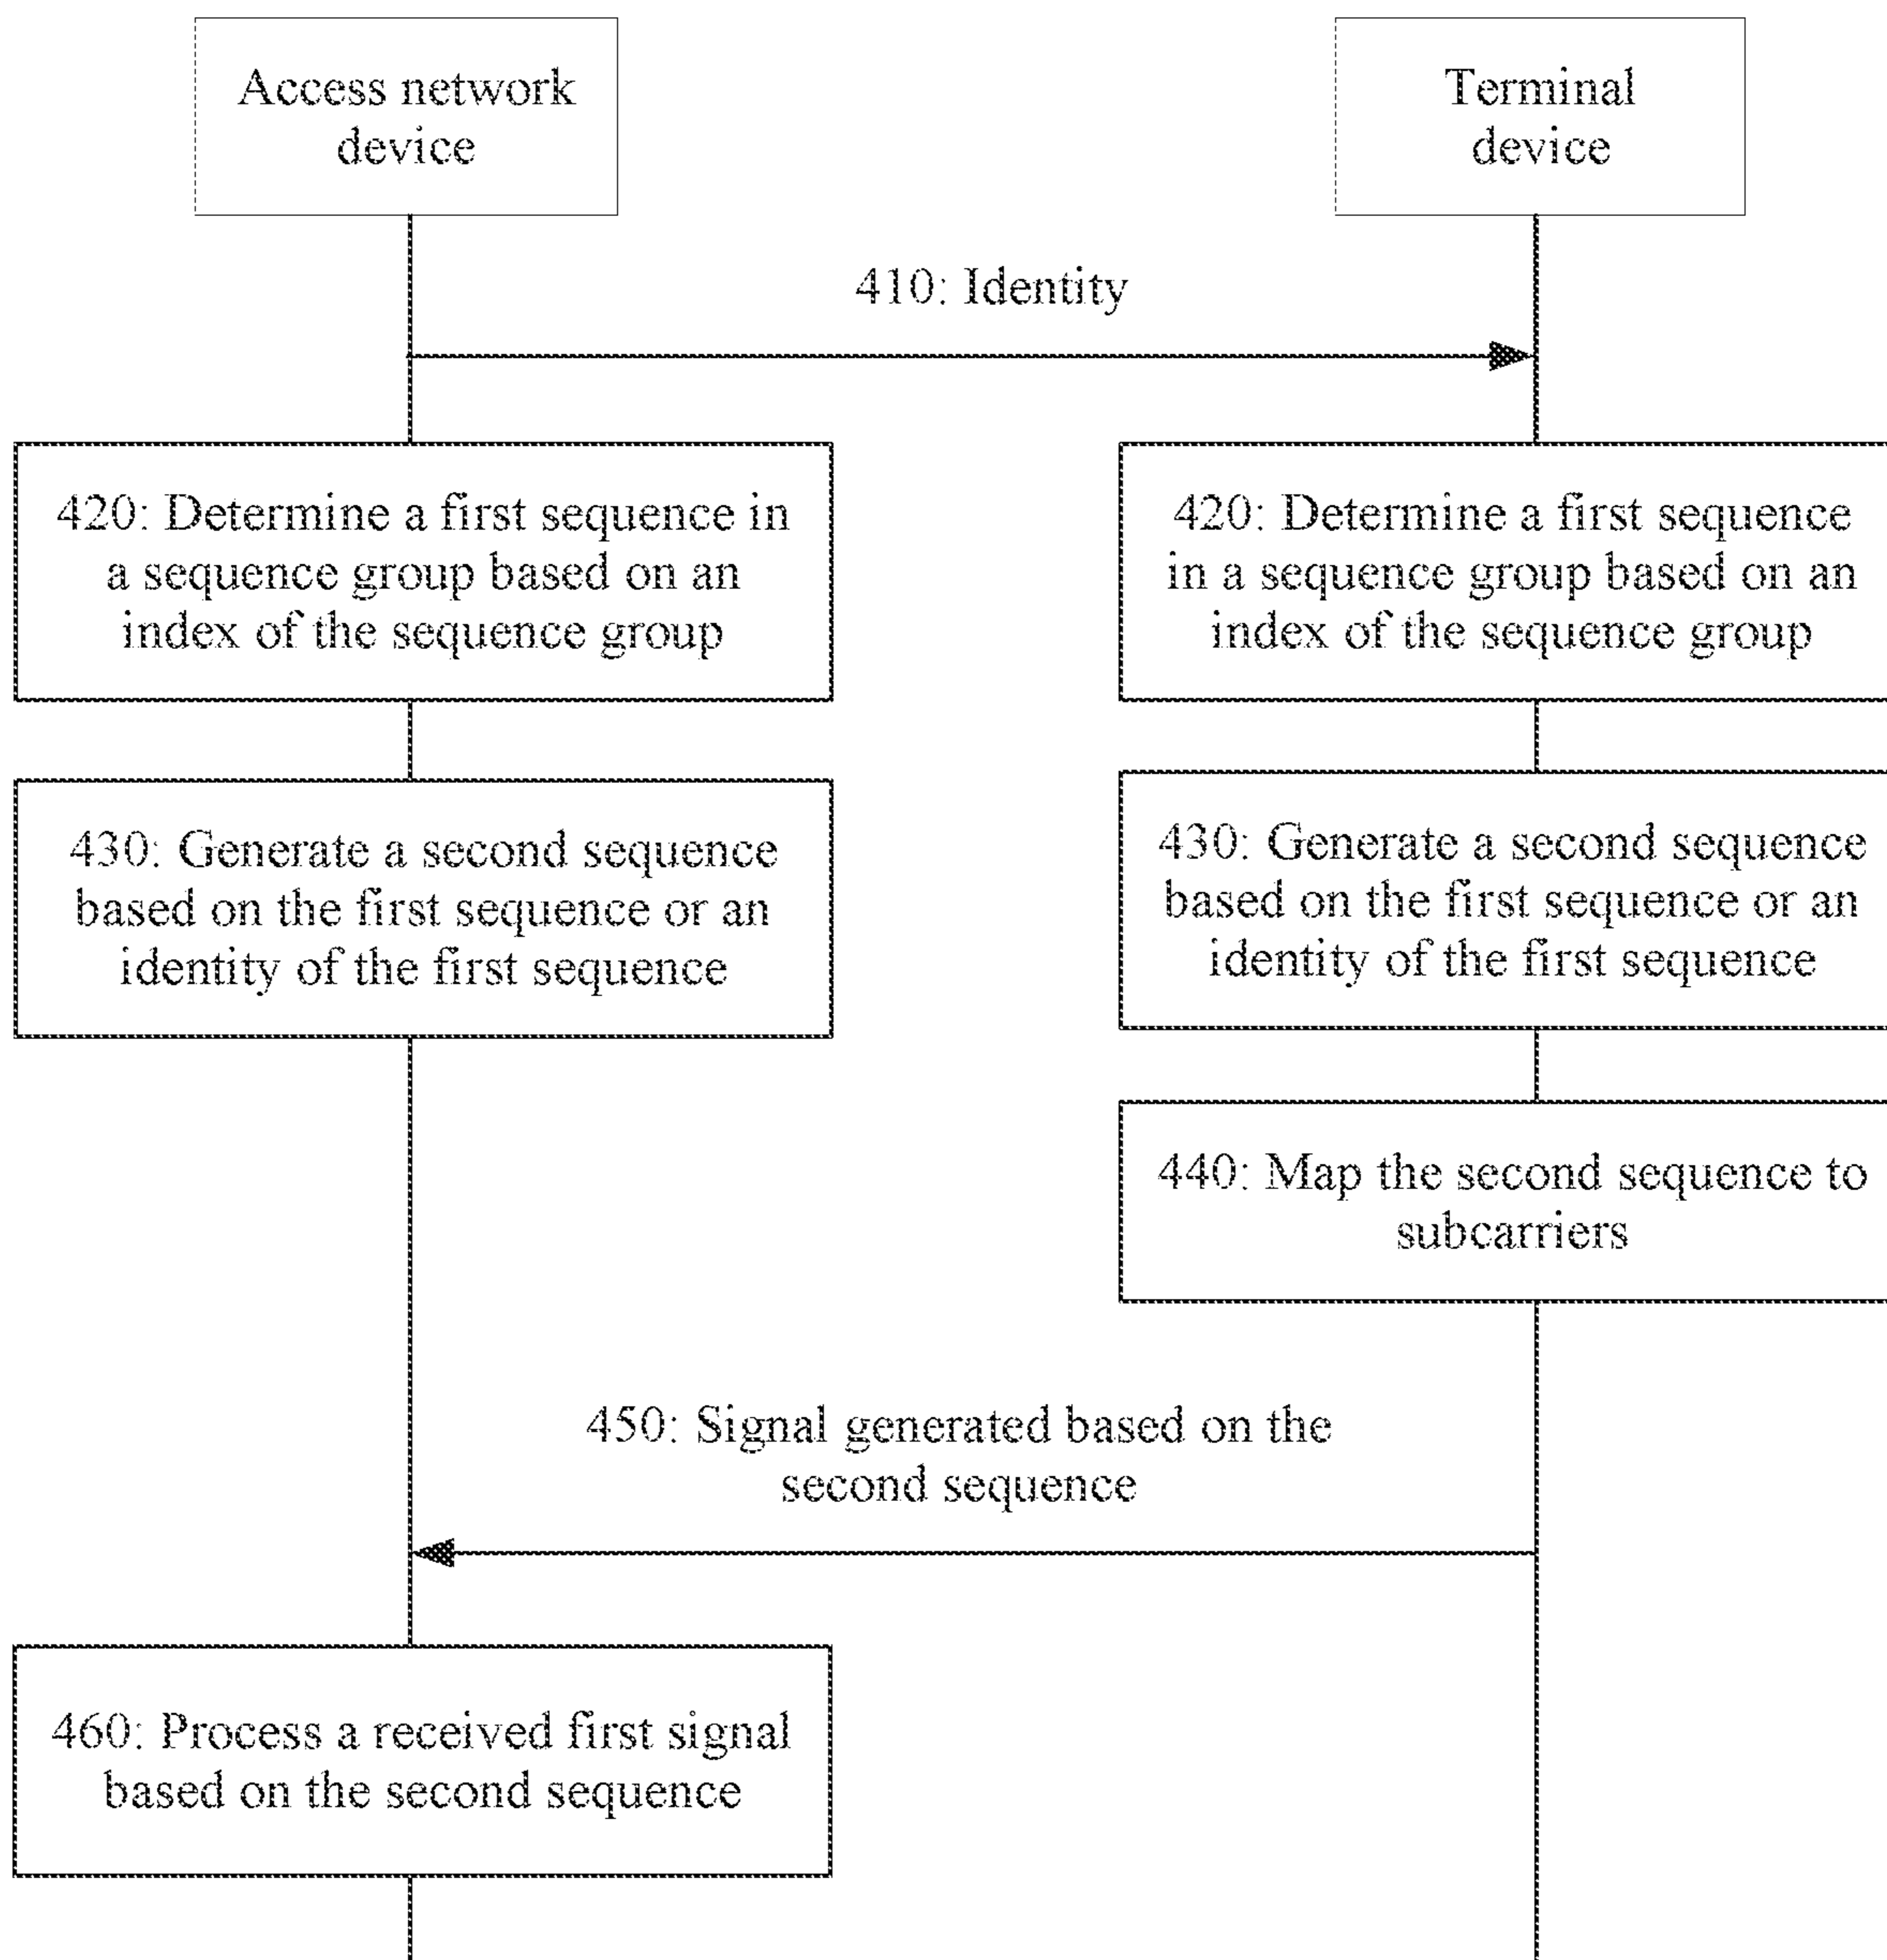 Access network
device
Terminal
device
410: Identity
420: Determine a first sequence in
a sequence group based on an
index of the sequence group
420: Determine a first sequence
in a sequence group based on an
index of the sequence group
430: Generate a second sequence
based on the first sequence or an
identity of the first sequence
430: Generate a second sequence
based on the first sequence or an
identity of the first sequence
440: Map the second sequence to
subcarriers
450: Signal generated based on the
second sequence
460: Process a received first signal
based on the second sequence